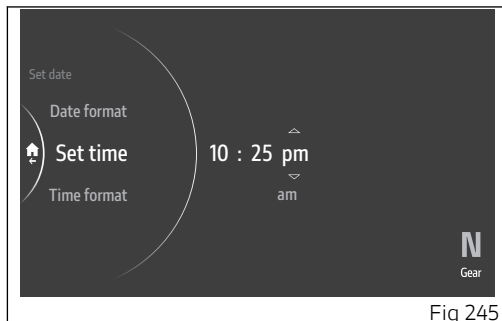 Set date
Date format
Set time
Time format
10 : 25 pm
am
N
Gear
Fig 245